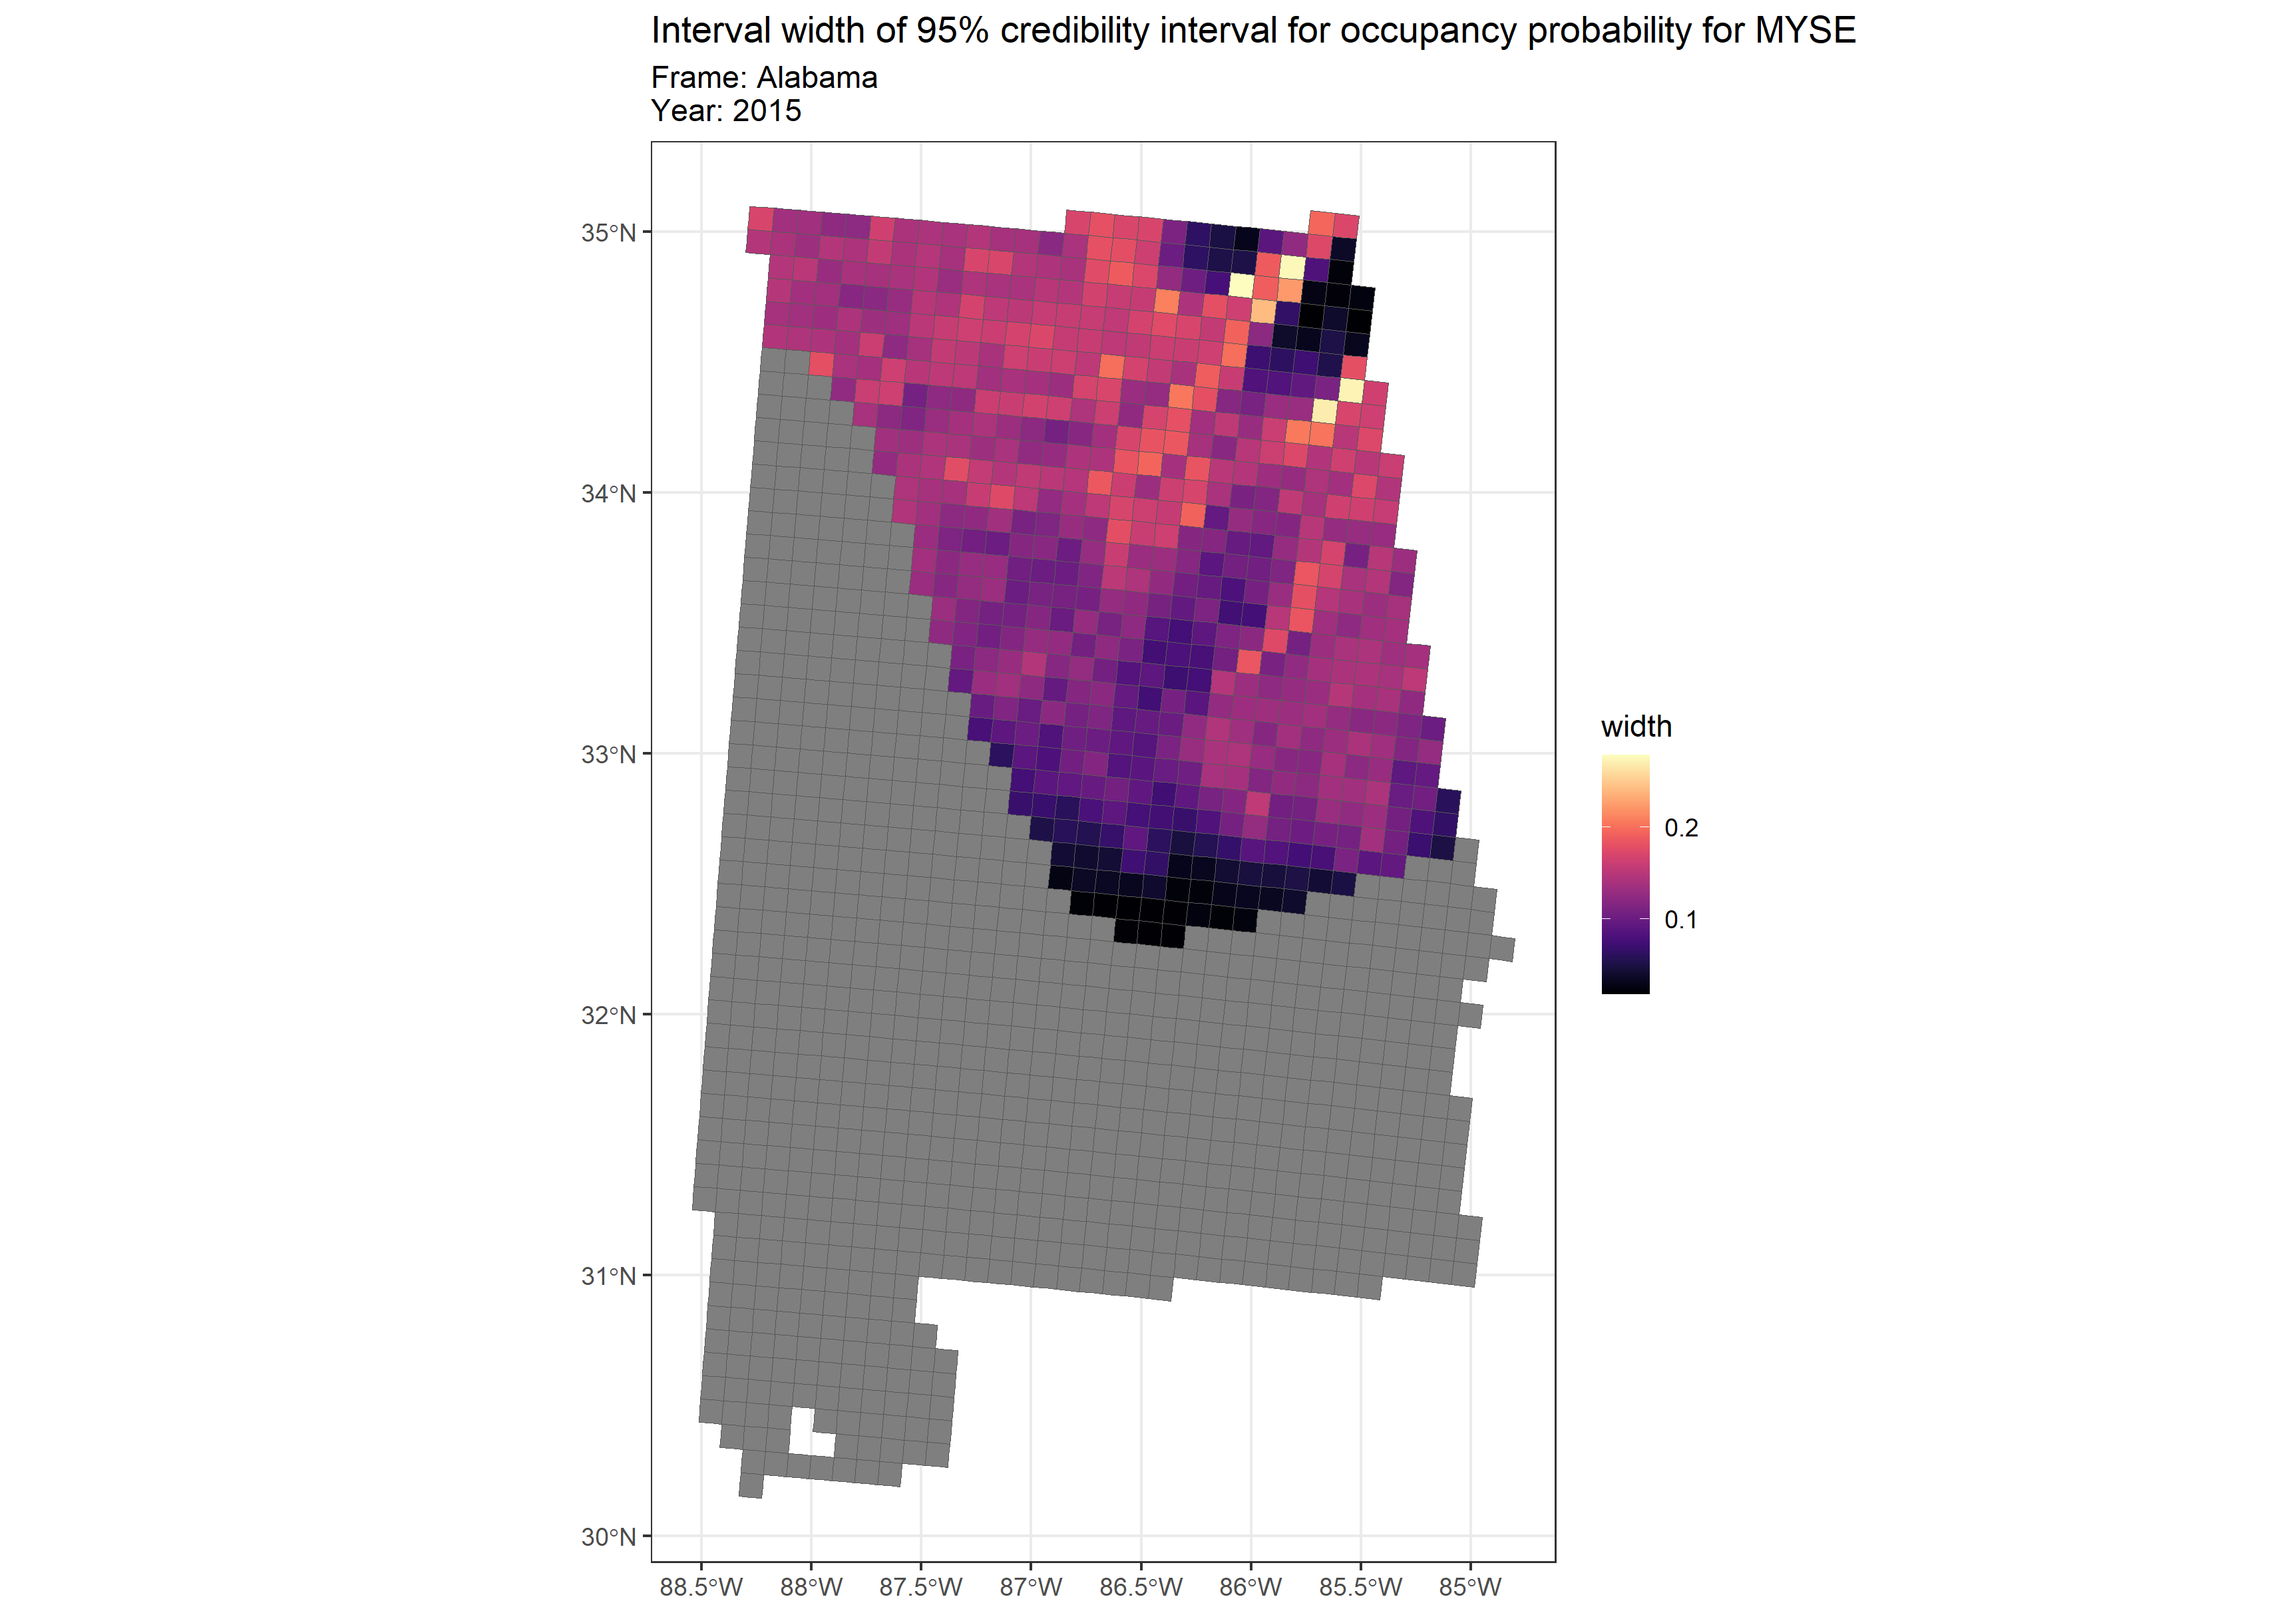 Interval width of 95% credibility interval for occupancy probability for MYSE
Frame: Alabama
Year: 2015
35°N
34°N
33°N
32°N
31°N
30°N
88.5°W
88°W
87.5°W
87°W
86.5°W
86°W
85.5°W
85°W
width
0.2
0.1